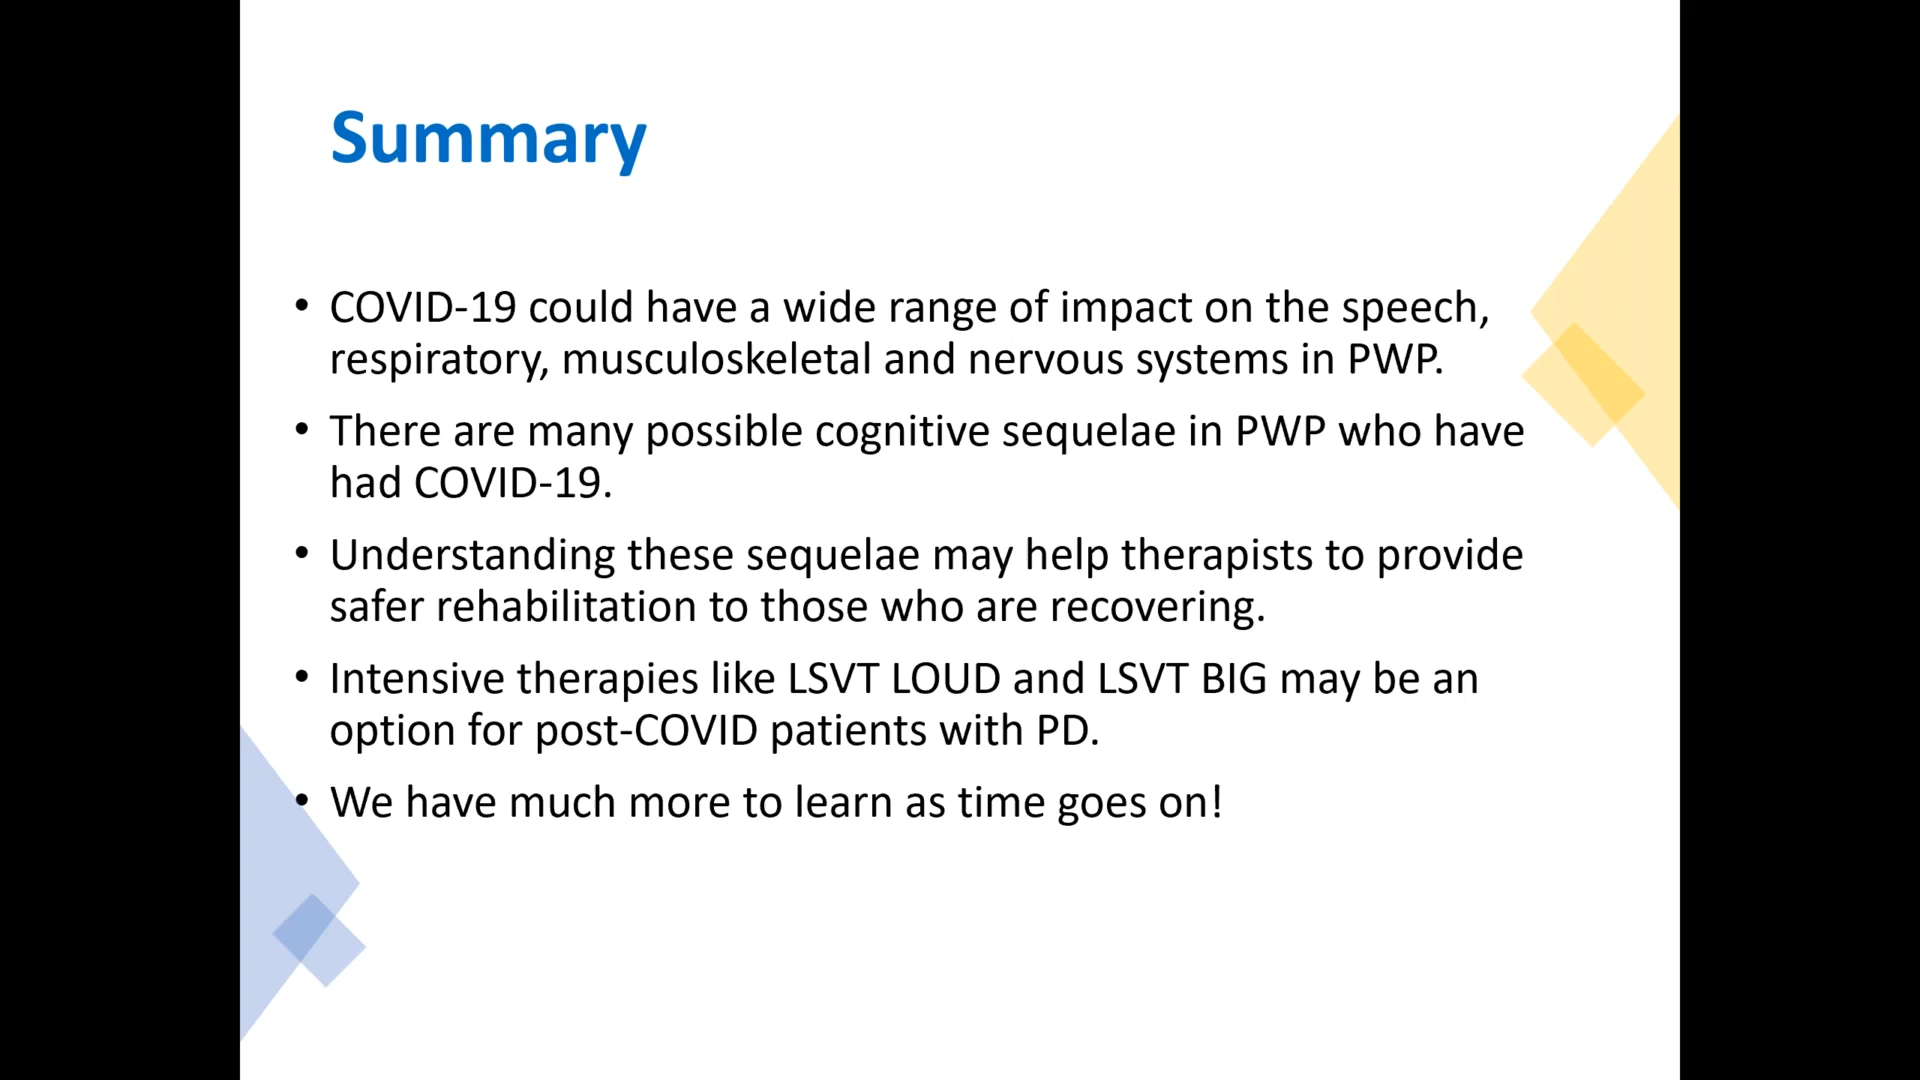 Summary
• COVID-19 could have a wide range of impact on the speech,
respiratory, musculoskeletal and nervous systems in PWP.
• There are many possible cognitive sequelae in PWP who have
had COVID-19.
• Understanding these sequelae may help therapists to provide
safer rehabilitation to those who are recovering.
• Intensive therapies like LSVT LOUD and LSVT BIG may be an
option for post-COVID patients with PD.
• We have much more to learn as time goes on!